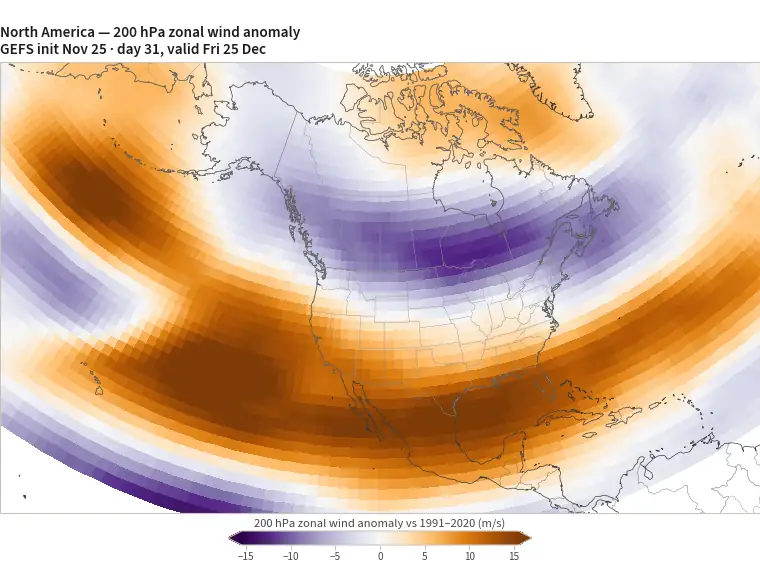 North America — 200 hPa zonal wind anomaly
GEFS init Nov 25 · day 31, valid Fri 25 Dec
200 hPa zonal wind anomaly vs 1991–2020 (m/s)
−15 −10 −5 0 5 10 15